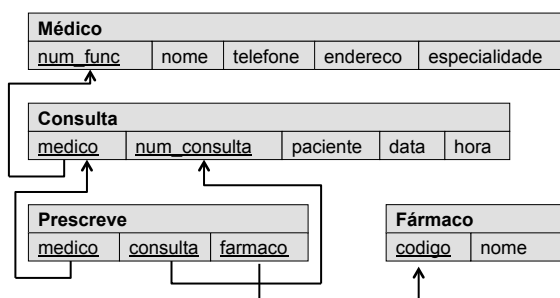 Médico
num_func nome telefone endereco especialidade
Consulta
medico num_consulta paciente data hora
Prescreve
medico consulta farmaco
Fármaco
codigo nome